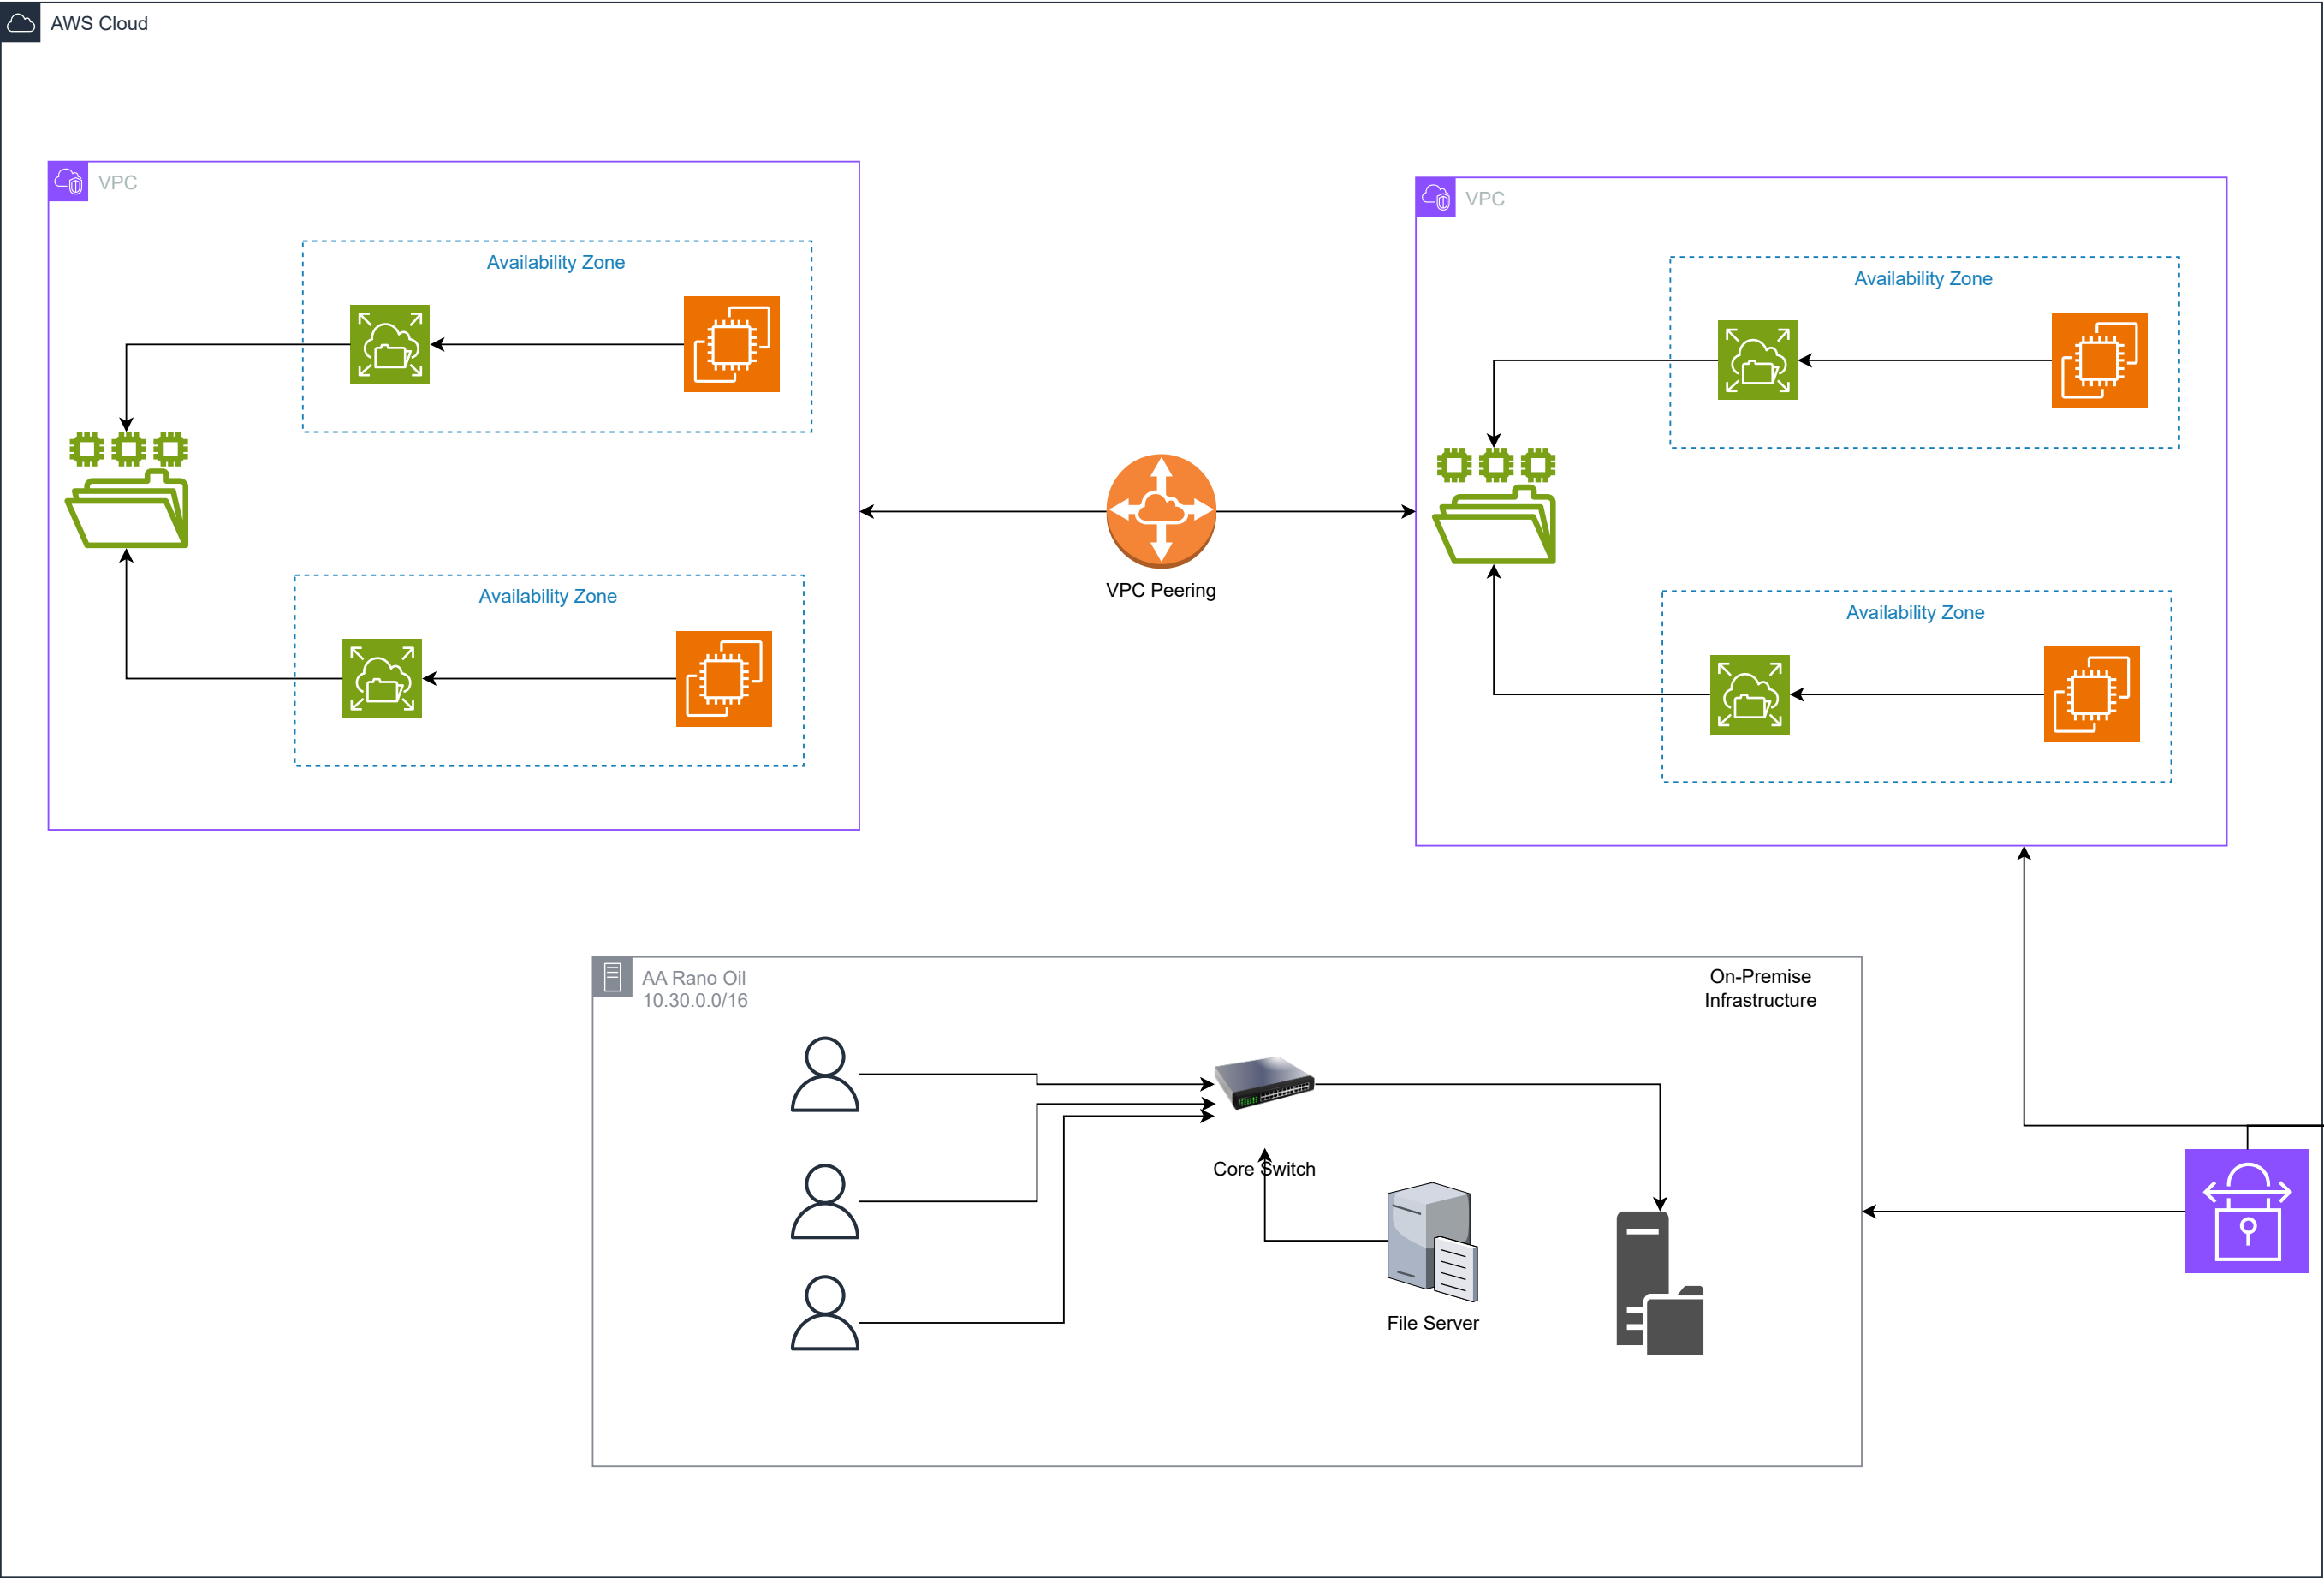 AWS Cloud
VPC
VPC
Availability Zone
Availability Zone
Availability Zone
Availability Zone
VPC Peering
AA Rano Oil
10.30.0.0/16
On-Premise
Infrastructure
Core Switch
File Server